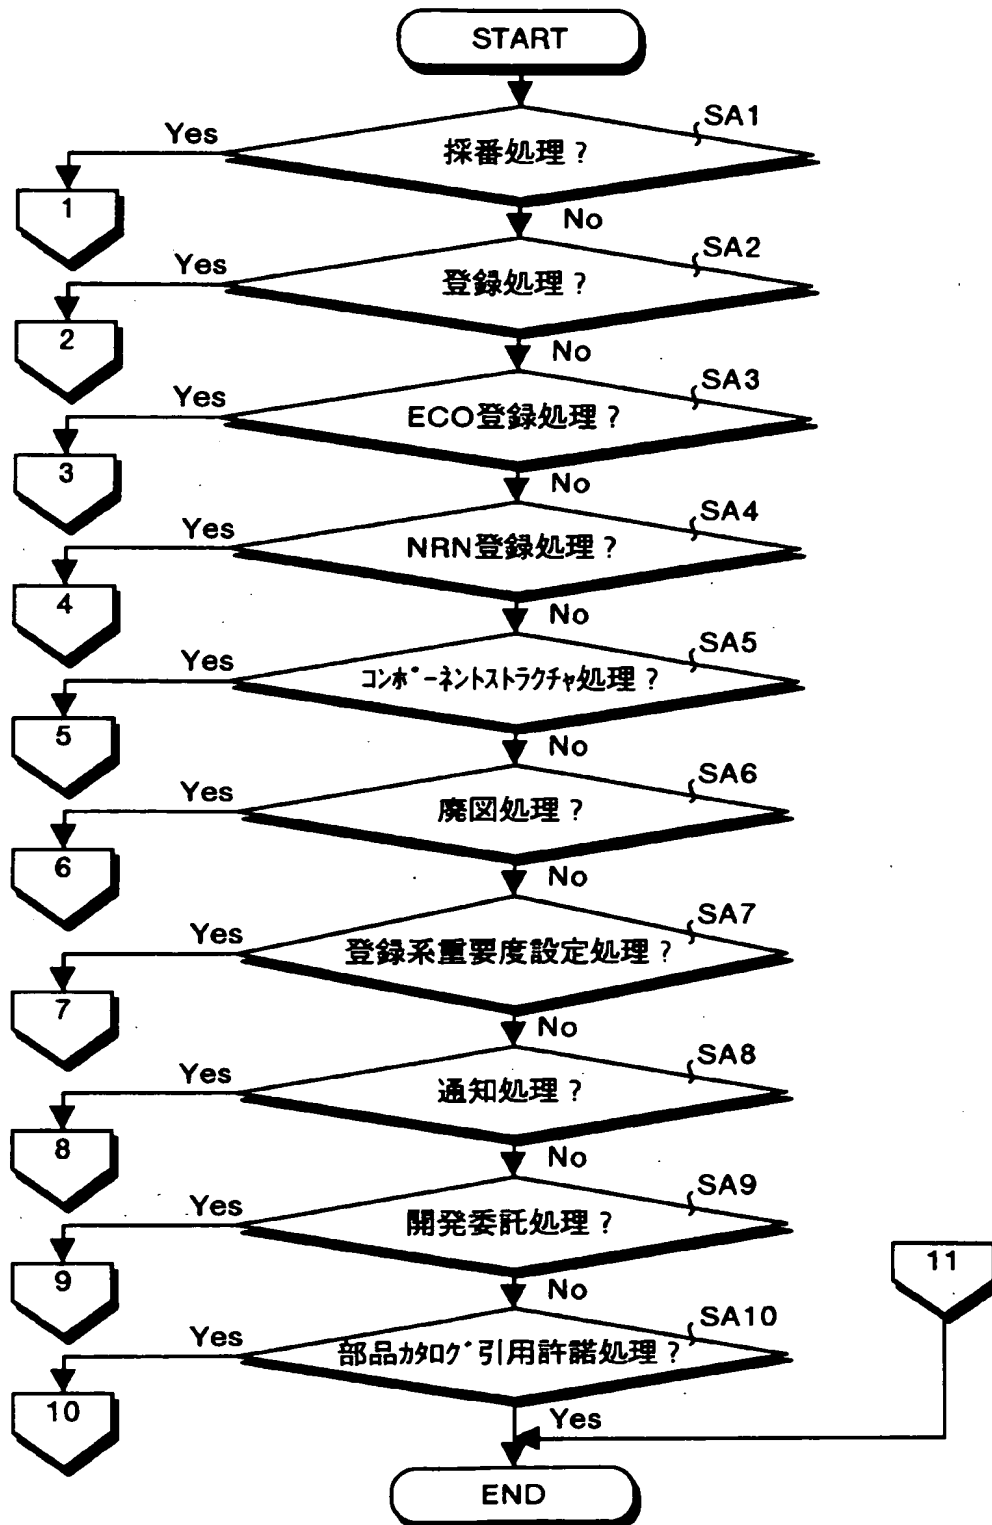 START
SA1
Yes
採番処理?
1
No
SA2
Yes
登録処理?
2
No
SA3
Yes
ECO登録処理?
3
No
SA4
Yes
NRN登録処理?
4
No
SA5
Yes
コンポーネントストラクチャ処理?
5
No
SA6
Yes
廃図処理?
6
No
SA7
Yes
登録系重要度設定処理?
7
No
SA8
Yes
通知処理?
8
No
SA9
Yes
開発委託処理?
9
No
11
SA10
Yes
部品カタログ引用許諾処理?
10
Yes
END